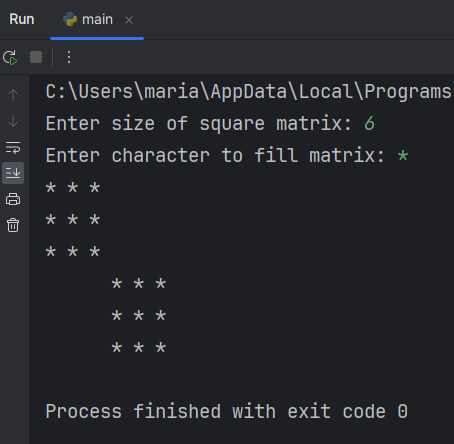 Run main
C:\Users\maria\AppData\Local\Programs
Enter size of square matrix: 6
Enter character to fill matrix: *
* * *
* * *
* * *
      * * *
      * * *
      * * *
Process finished with exit code 0